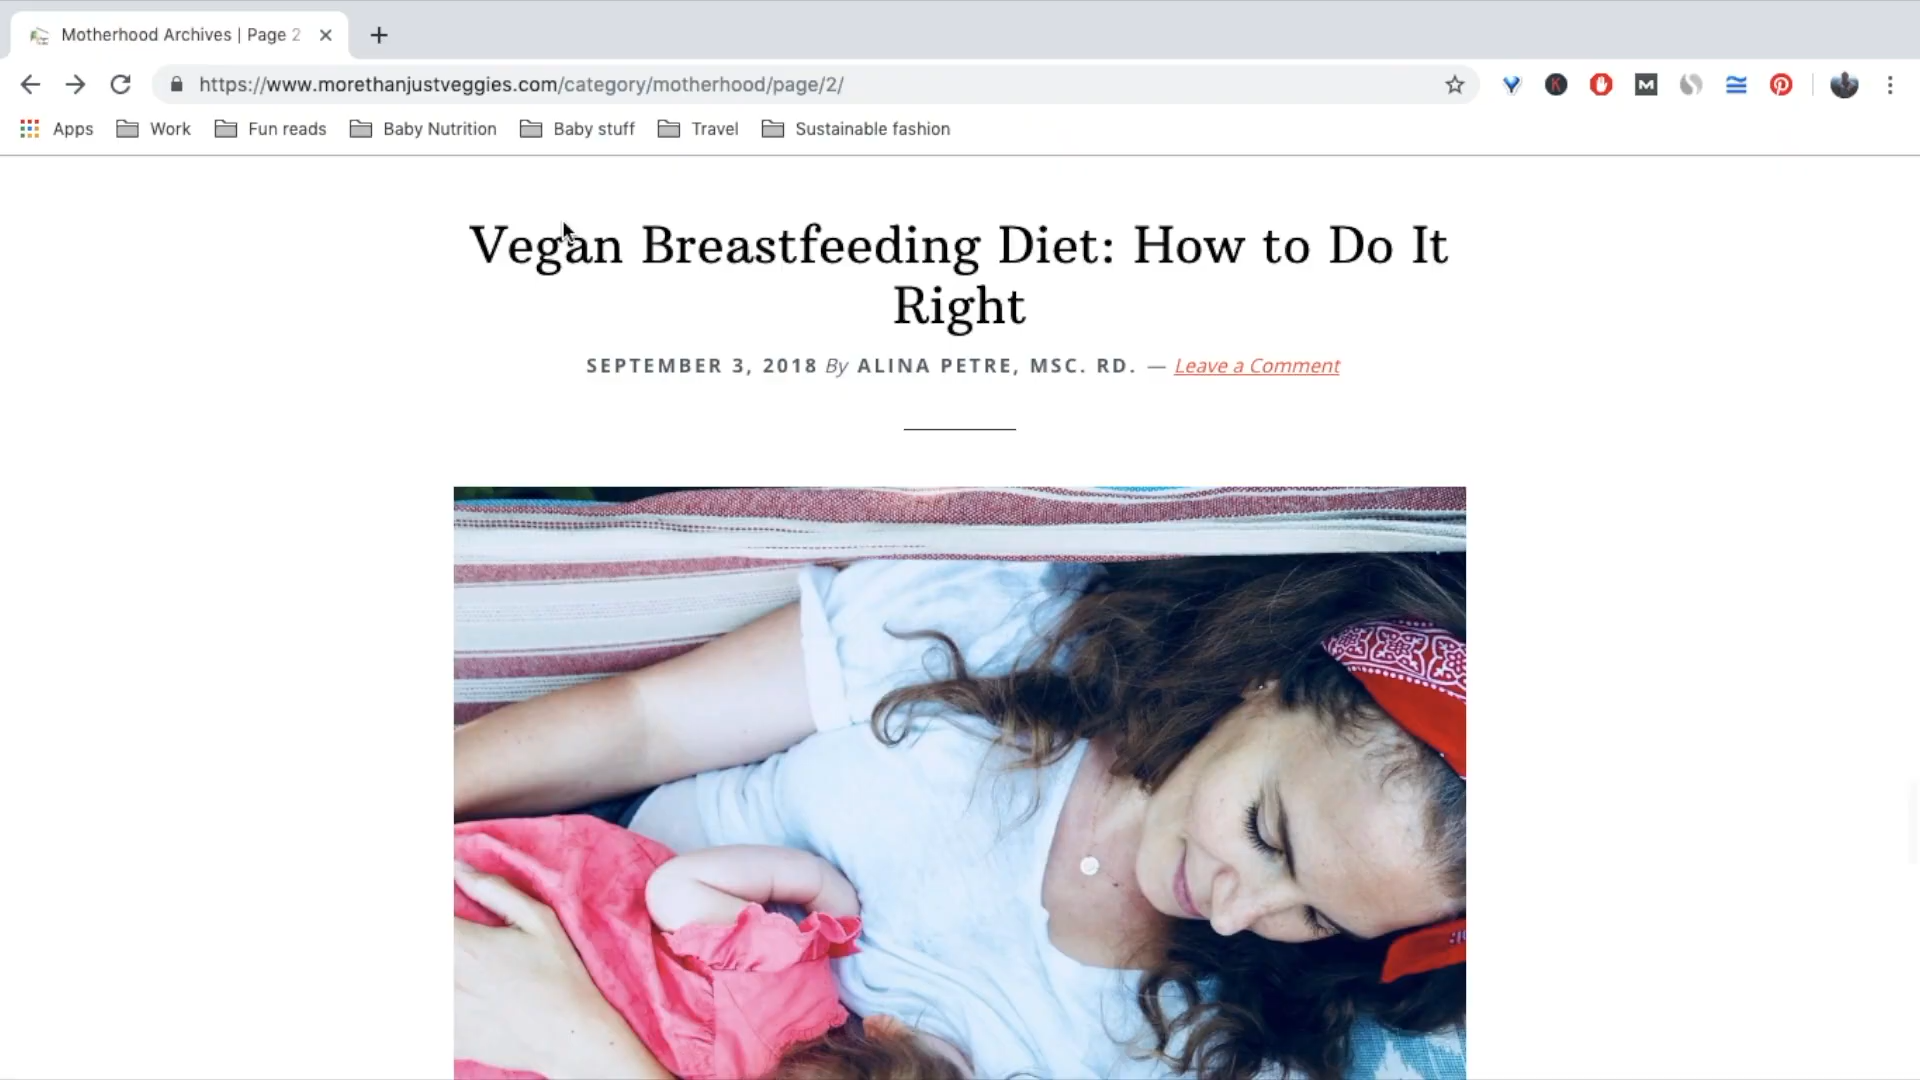 Motherhood Archives | Page 2
https://www.morethanjustveggies.com/category/motherhood/page/2/
Apps Work Fun reads Baby Nutrition Baby stuff Travel Sustainable fashion
Vegan Breastfeeding Diet: How to Do It
Right
SEPTEMBER 3, 2018 By ALINA PETRE, MSC. RD. — Leave a Comment